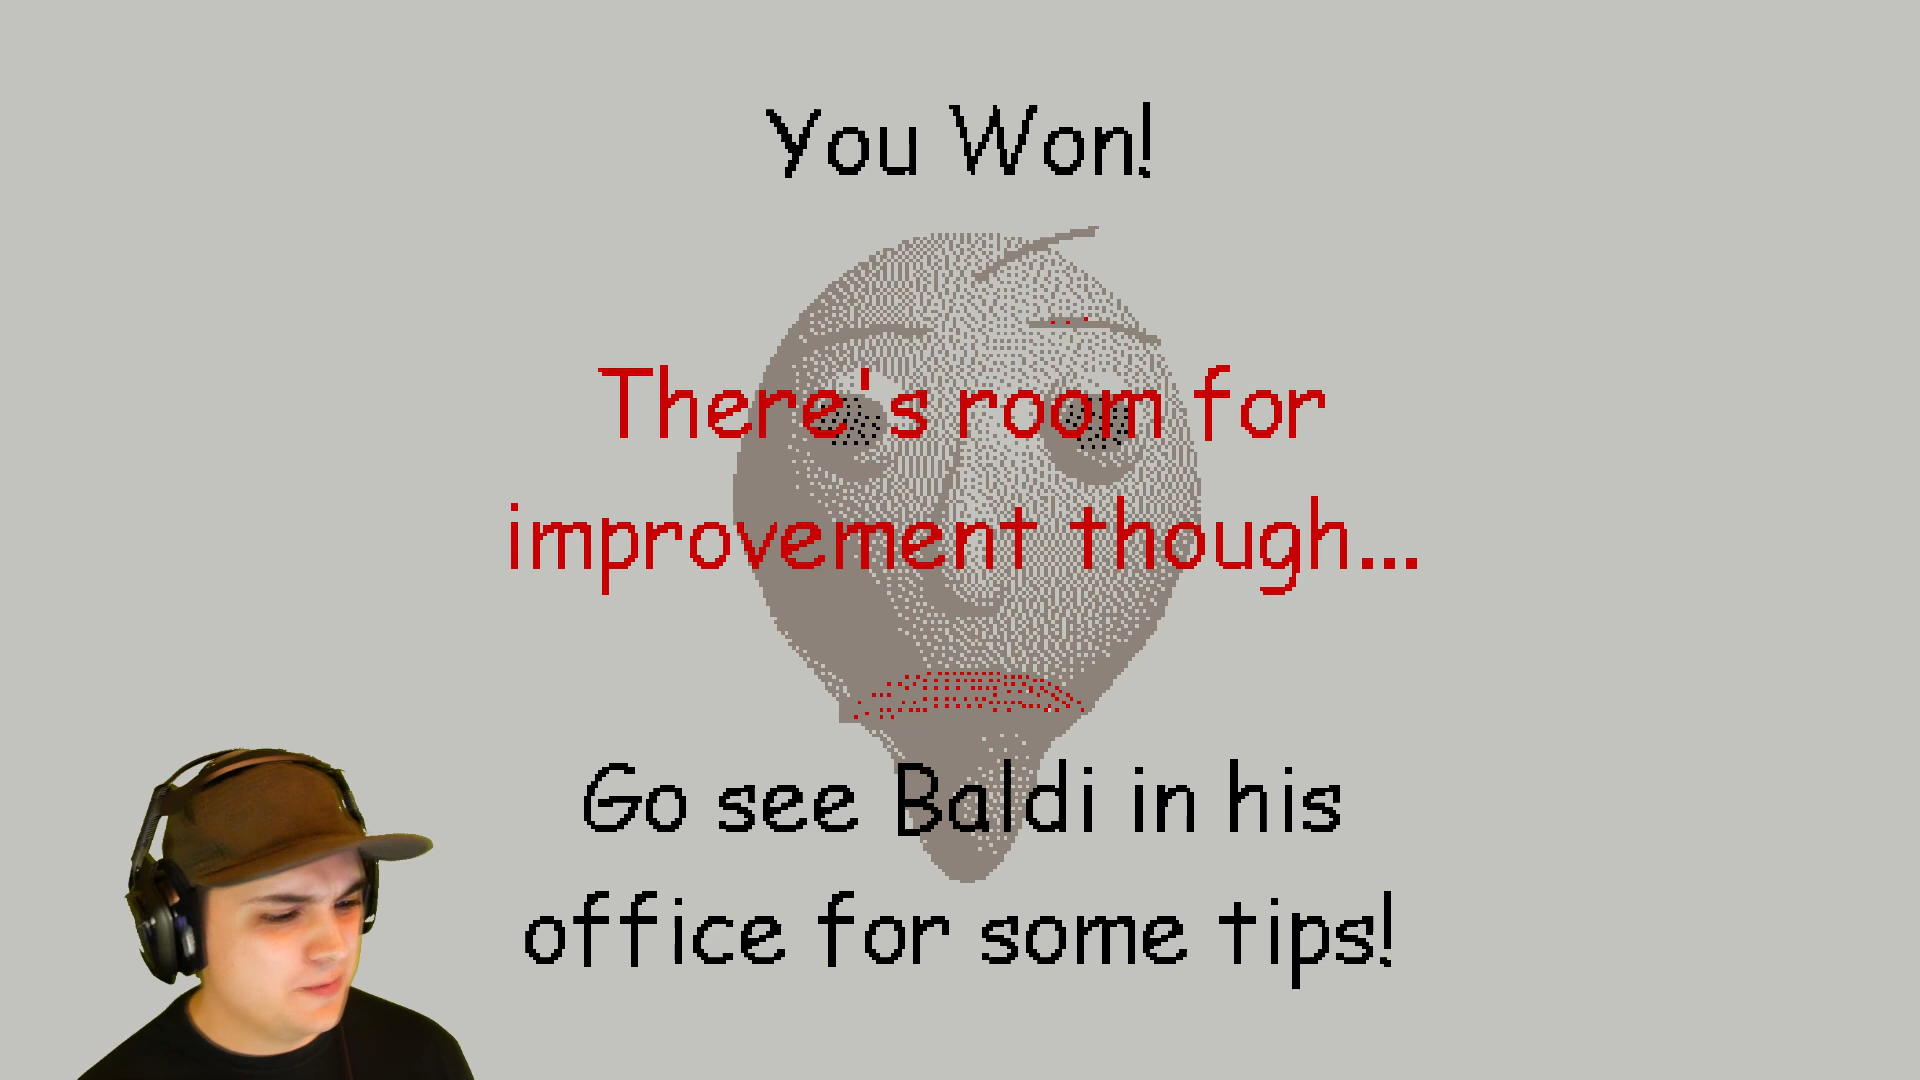 You Won!
There's room for
improvement though...
Go see Baldi in his
office for some tips!